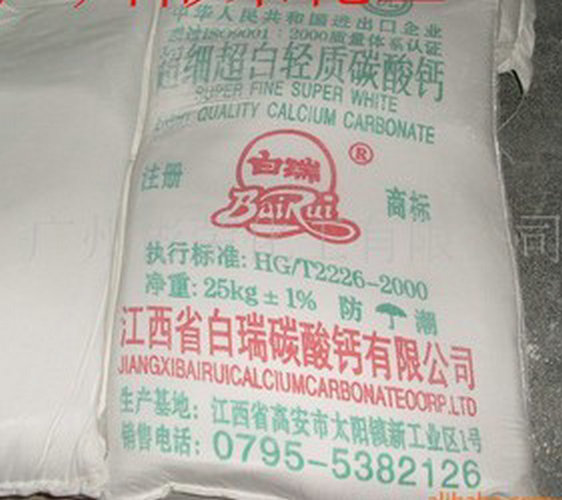 中华人民共和国进出口企业
通过ISO9001:2000质量体系认证
超细超白轻质碳酸钙
SUPER FINE SUPER WHITE
LIGHT QUALITY CALCIUM CARBONATE
白瑞
®
注册
BaiRui
商标
执行标准:HG/T2226-2000
净重:25kg±1% 防潮
江西省白瑞碳酸钙有限公司
JIANGXIBAIRUICALCIUMCARBONATECORP.LTD
生产基地:江西省高安市太阳镇新工业区1号
销售电话:0795-5382126